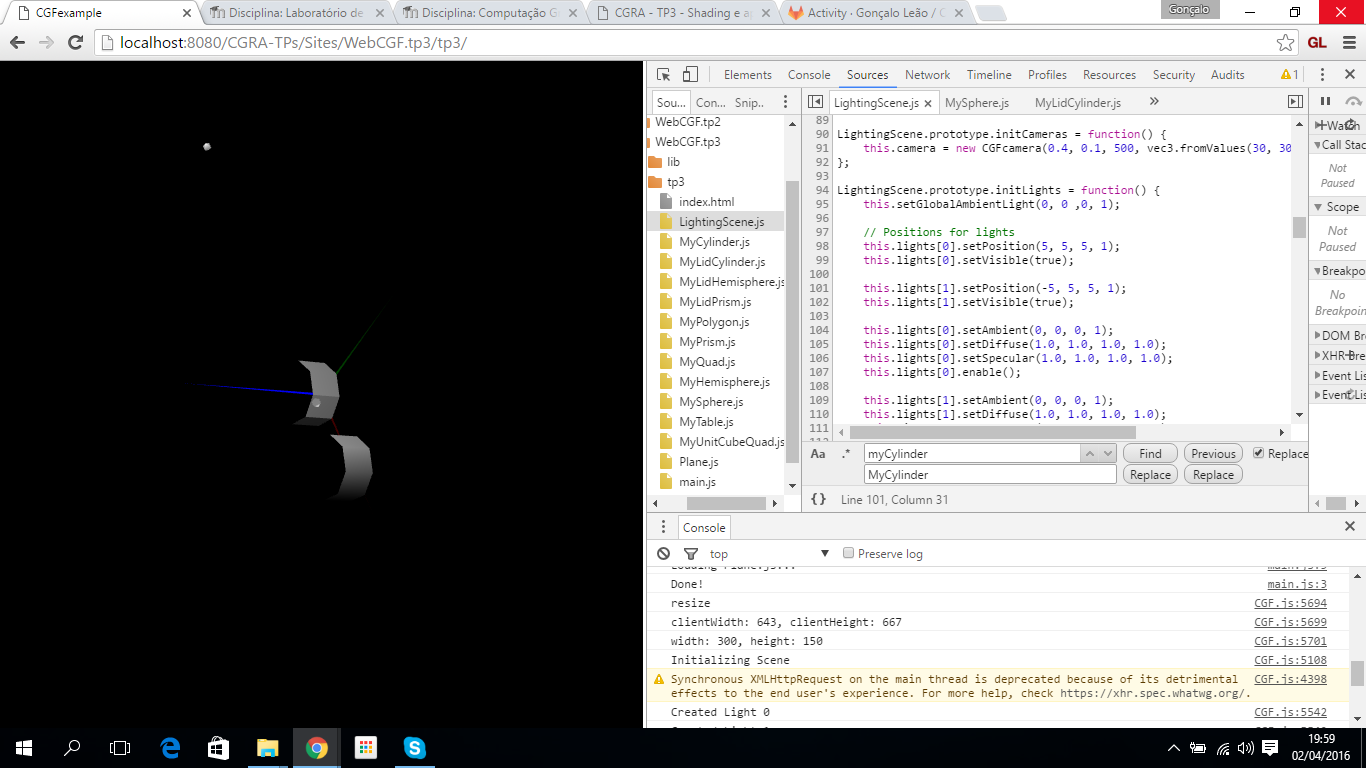 CGFexample
Disciplina: Laboratório de
Disciplina: Computação G
CGRA - TP3 - Shading e a
Activity · Gonçalo Leão / C
Gonçalo
localhost:8080/CGRA-TPs/Sites/WebCGF.tp3/tp3/
GL
Elements Console Sources Network Timeline Profiles Resources Security Audits 1
Sou... Con... Snip..
LightingScene.js MySphere.js MyLidCylinder.js
WebCGF.tp2
WebCGF.tp3
lib
tp3
index.html
LightingScene.js
MyCylinder.js
MyLidCylinder.js
MyLidHemisphere.js
MyLidPrism.js
MyPolygon.js
MyPrism.js
MyQuad.js
MyHemisphere.js
MySphere.js
MyTable.js
MyUnitCubeQuad.js
Plane.js
main.js
89
90 LightingScene.prototype.initCameras = function() {
91 this.camera = new CGFcamera(0.4, 0.1, 500, vec3.fromValues(30, 30
92 };
93
94 LightingScene.prototype.initLights = function() {
95 this.setGlobalAmbientLight(0, 0 ,0, 1);
96
97 // Positions for lights
98 this.lights[0].setPosition(5, 5, 5, 1);
99 this.lights[0].setVisible(true);
100
101 this.lights[1].setPosition(-5, 5, 5, 1);
102 this.lights[1].setVisible(true);
103
104 this.lights[0].setAmbient(0, 0, 0, 1);
105 this.lights[0].setDiffuse(1.0, 1.0, 1.0, 1.0);
106 this.lights[0].setSpecular(1.0, 1.0, 1.0, 1.0);
107 this.lights[0].enable();
108
109 this.lights[1].setAmbient(0, 0, 0, 1);
110 this.lights[1].setDiffuse(1.0, 1.0, 1.0, 1.0);
111
Watch
Call Stac
Not
Paused
Scope
Not
Paused
Breakpo
No
Breakpoin
DOM Bre
XHR Bre
Event Lis
Event Lis
Aa .* myCylinder Find Previous Replace
MyCylinder Replace Replace
{} Line 101, Column 31
Console
top Preserve log
Loading Plane.js... main.js:3
Done! main.js:3
resize CGF.js:5694
clientWidth: 643, clientHeight: 667 CGF.js:5699
width: 300, height: 150 CGF.js:5701
Initializing Scene CGF.js:5108
Synchronous XMLHttpRequest on the main thread is deprecated because of its detrimental CGF.js:4398
effects to the end user's experience. For more help, check https://xhr.spec.whatwg.org/.
Created Light 0 CGF.js:5542
19:59
02/04/2016